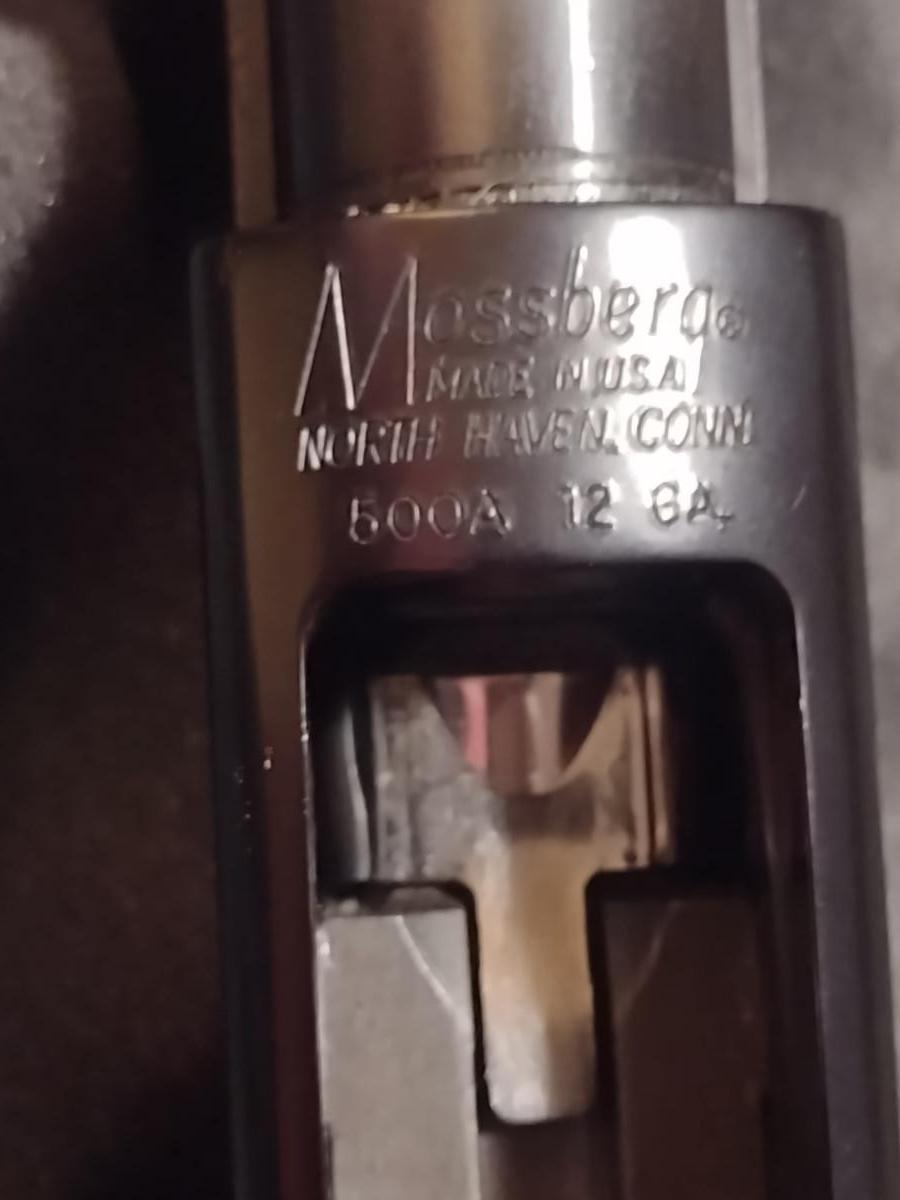 Mossberg®
MADE IN U.S.A.
NORTH HAVEN, CONN.
500A 12 GA.